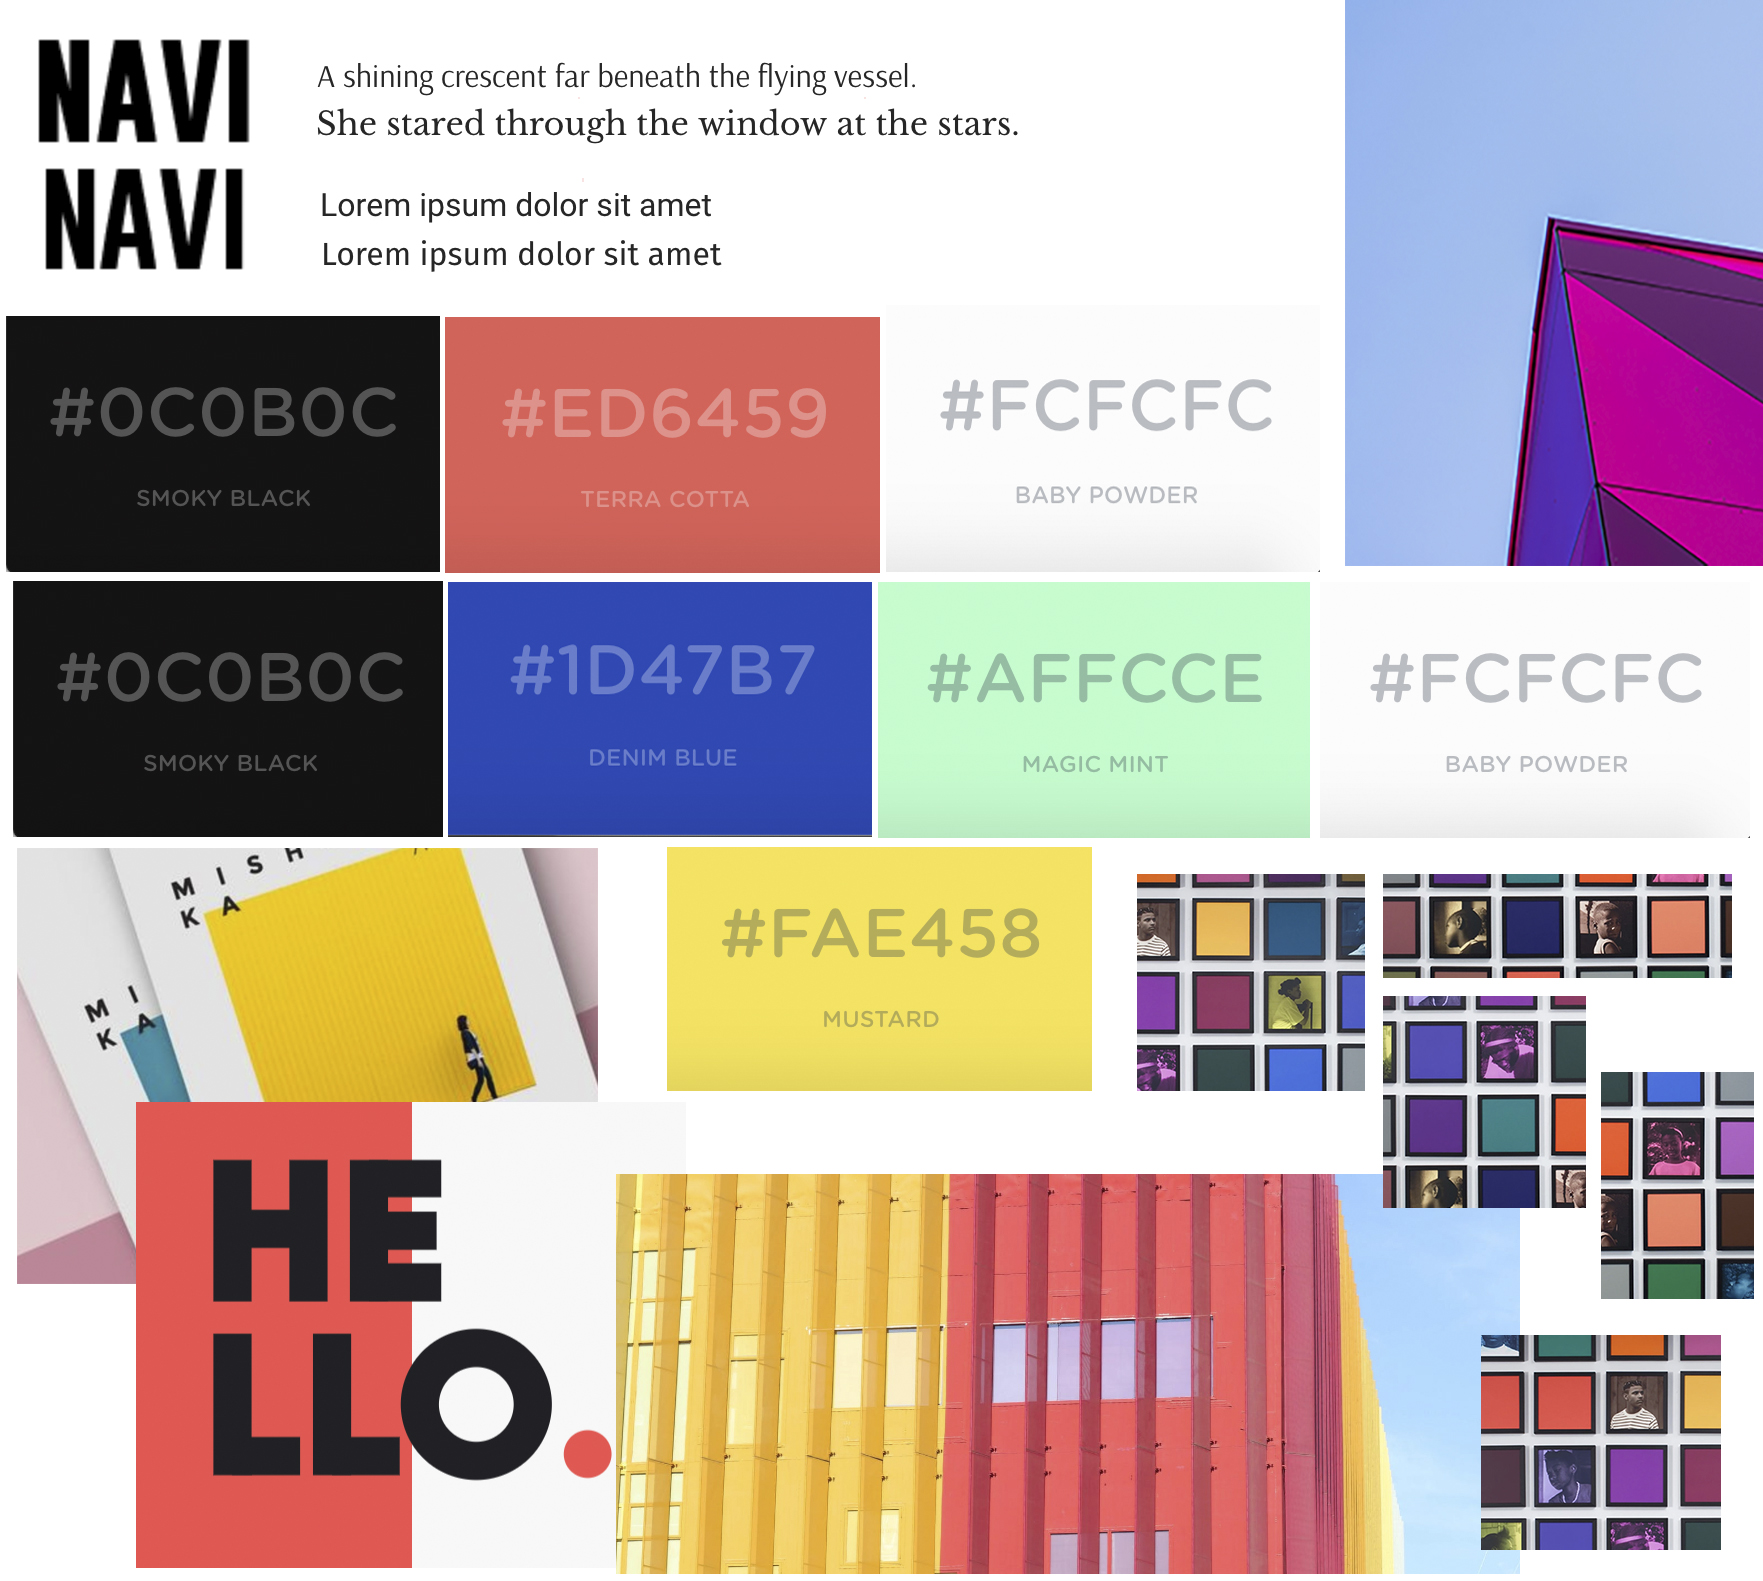 NAVI
NAVI
A shining crescent far beneath the flying vessel.
She stared through the window at the stars.
Lorem ipsum dolor sit amet
Lorem ipsum dolor sit amet
#0C0B0C
SMOKY BLACK
#ED6459
TERRA COTTA
#FCFCFC
BABY POWDER
#0C0B0C
SMOKY BLACK
#1D47B7
DENIM BLUE
#AFFCCE
MAGIC MINT
#FCFCFC
BABY POWDER
MISH
KA
MI
KA
#FAE458
MUSTARD
HE
LLO.